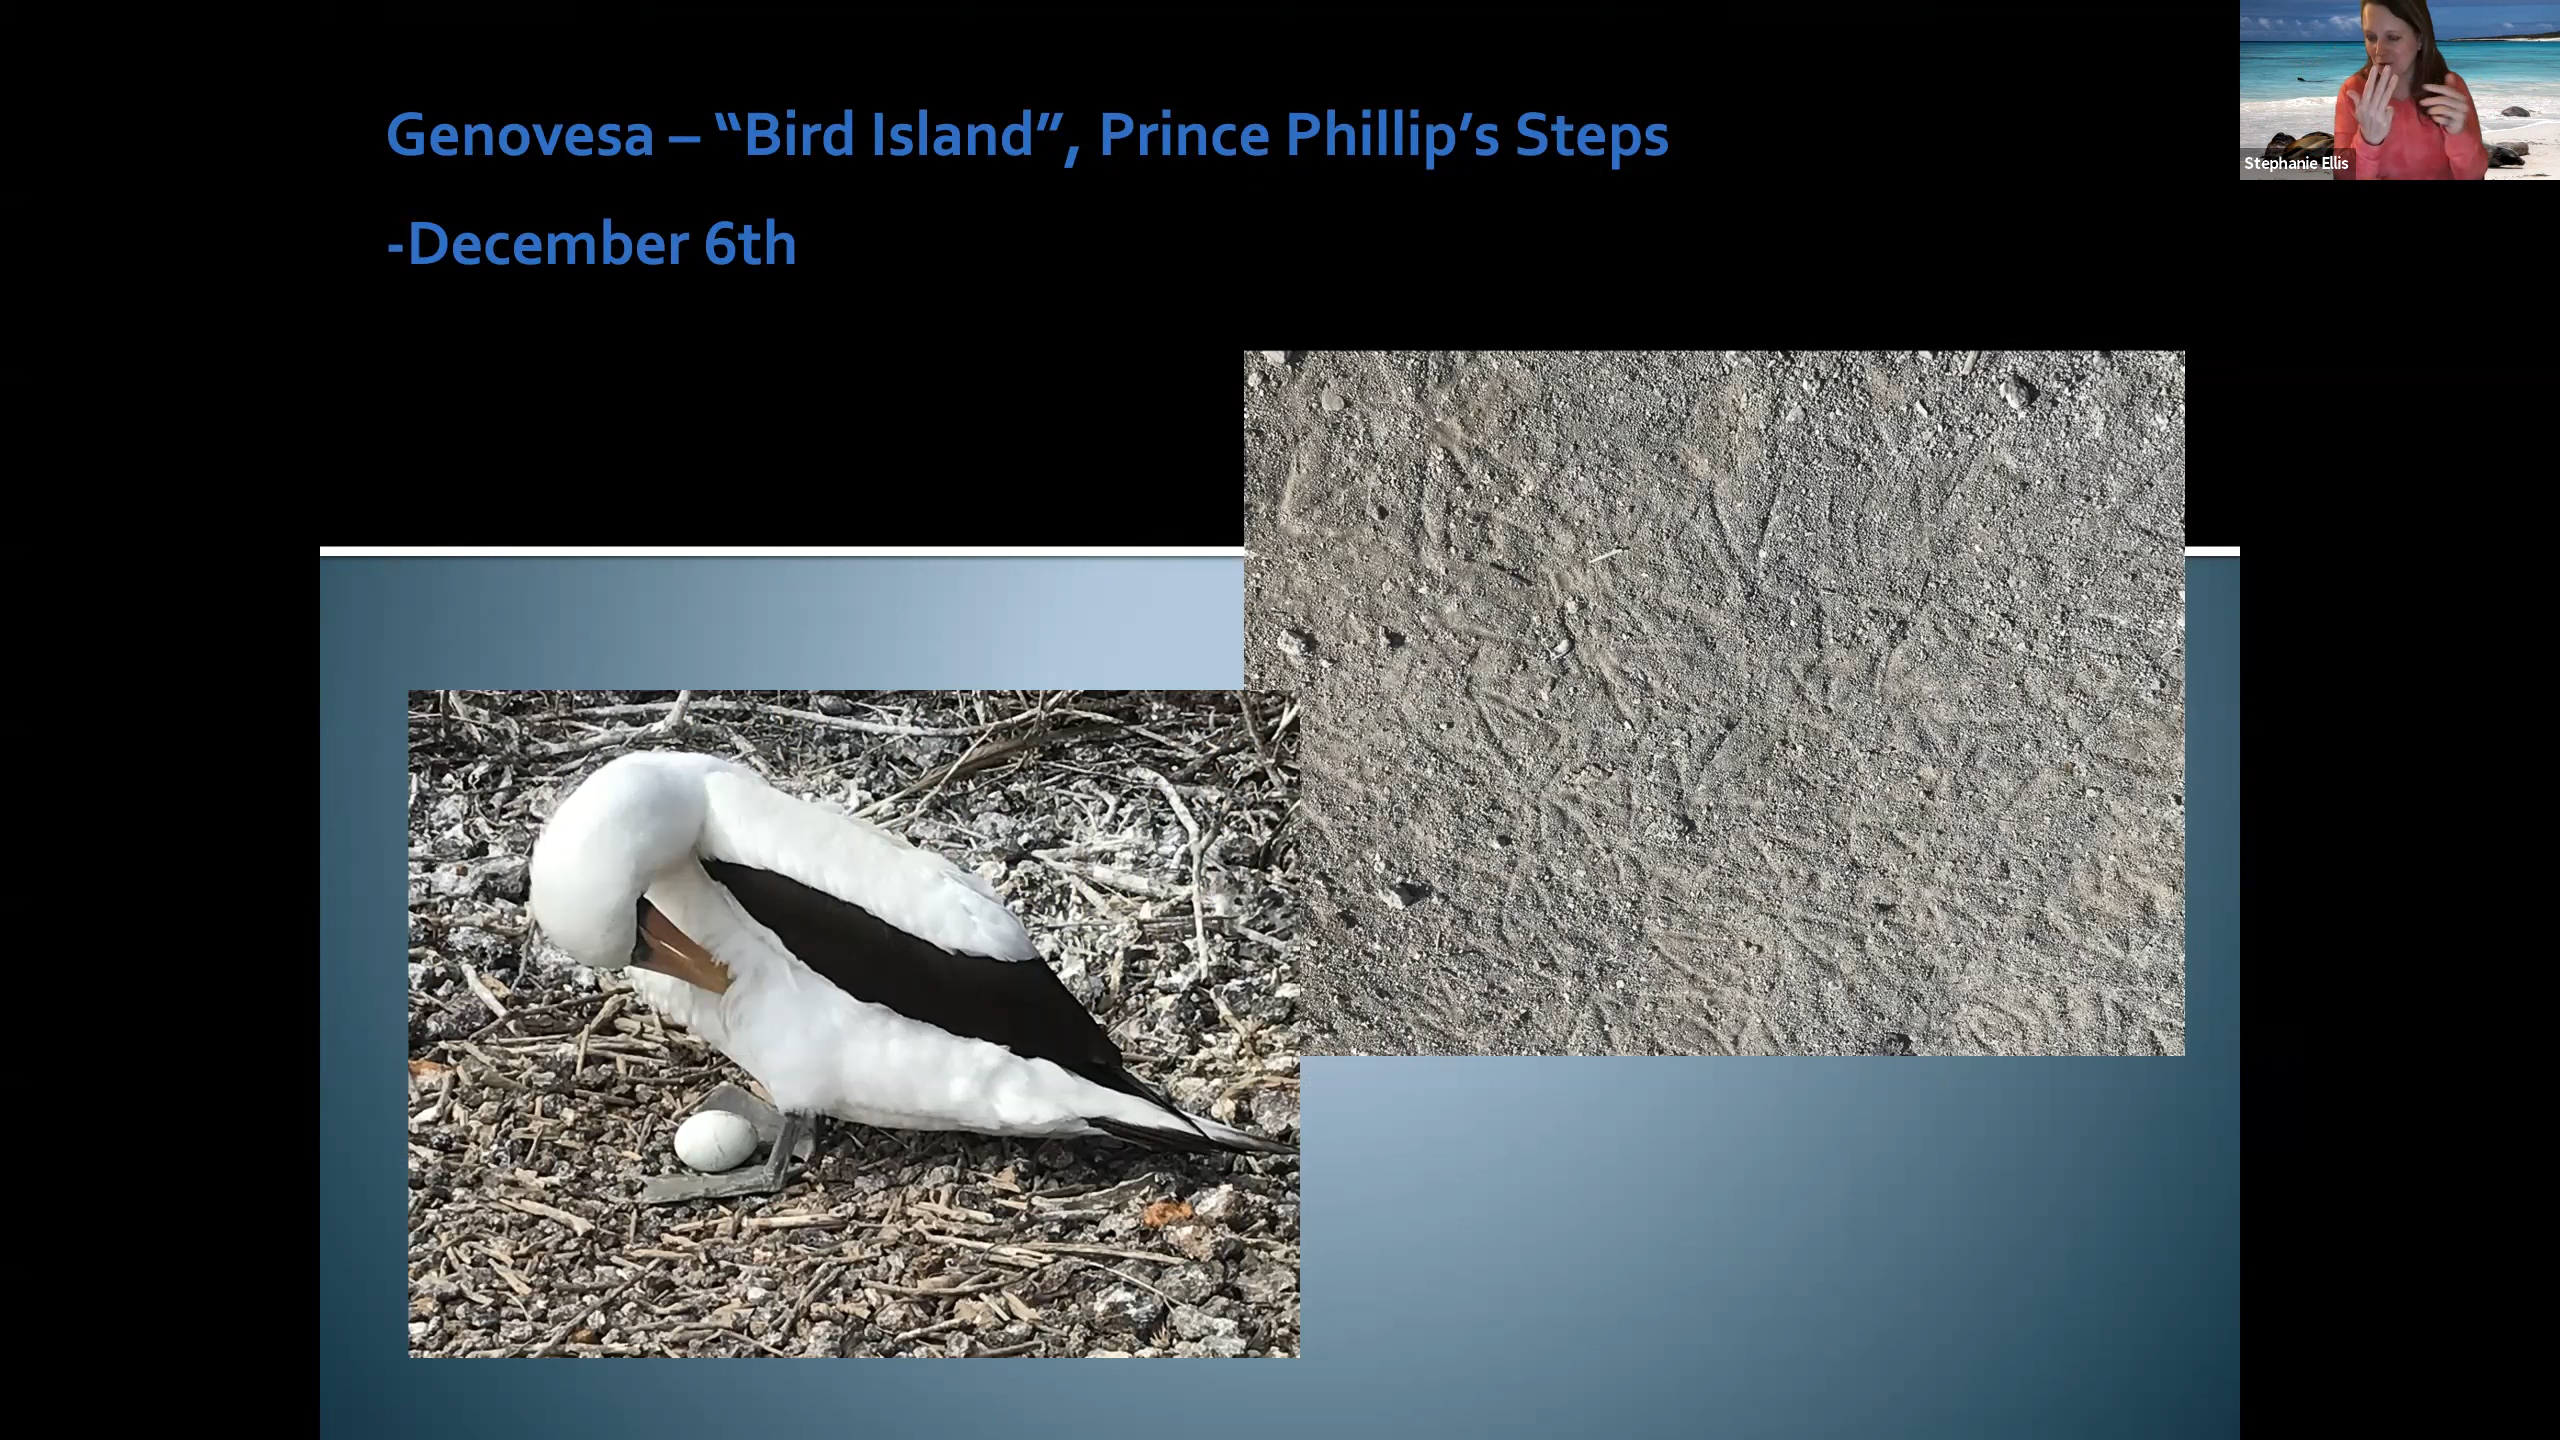 Genovesa – “Bird Island”, Prince Phillip’s Steps
-December 6th
Stephanie Ellis